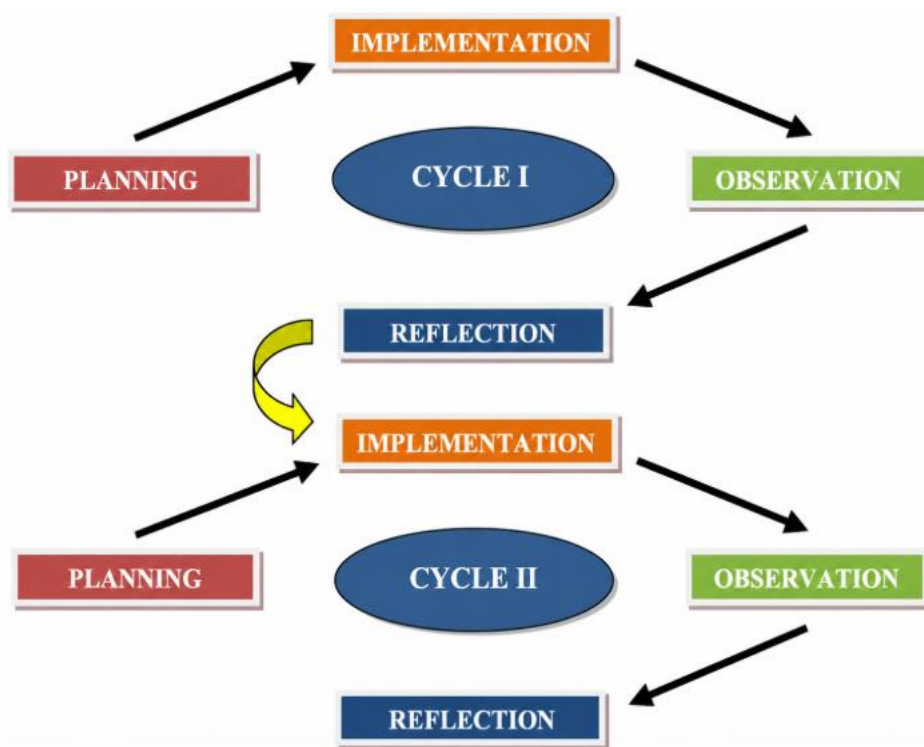 IMPLEMENTATION
PLANNING
CYCLE I
OBSERVATION
REFLECTION
IMPLEMENTATION
PLANNING
CYCLE II
OBSERVATION
REFLECTION